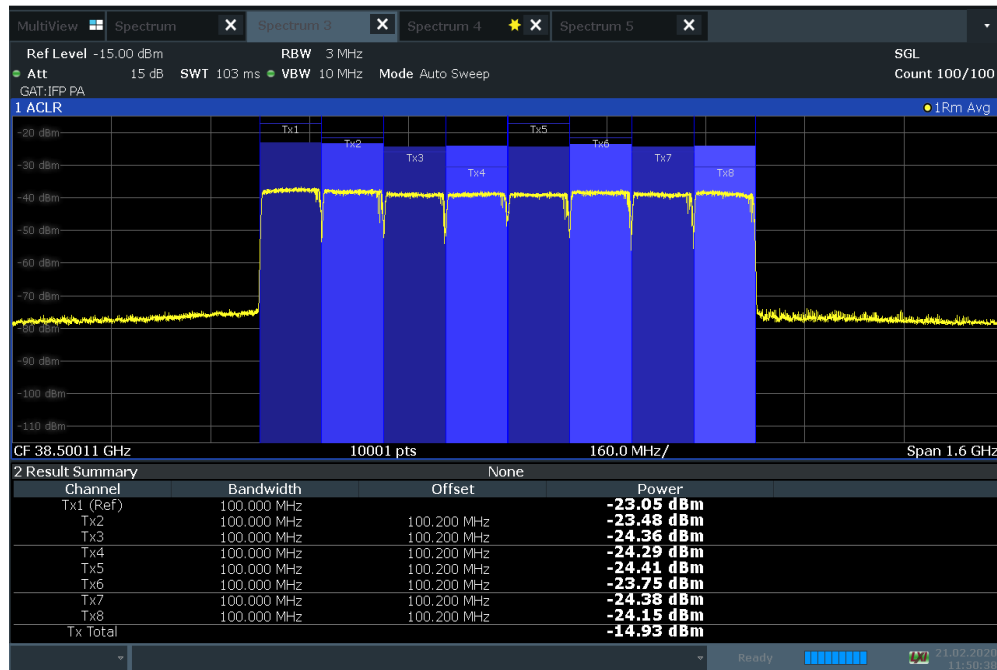 MultiView Spectrum X Spectrum 3 X Spectrum 4 X Spectrum 5 X
Ref Level -15.00 dBm RBW 3 MHz SGL
Att 15 dB SWT 103 ms VBW 10 MHz Mode Auto Sweep Count 100/100
GAT:IFP PA
1 ACLR 1Rm Avg
-20 dBm Tx1 Tx5
Tx2 Tx6
Tx3 Tx7
-30 dBm
Tx4 Tx8
-40 dBm
-50 dBm
-60 dBm
-70 dBm
-80 dBm
-90 dBm
-100 dBm
-110 dBm
CF 38.50011 GHz 10001 pts 160.0 MHz/ Span 1.6 GHz
2 Result Summary None
Channel Bandwidth Offset Power
Tx1 (Ref) 100.000 MHz -23.05 dBm
Tx2 100.000 MHz 100.200 MHz -23.48 dBm
Tx3 100.000 MHz 100.200 MHz -24.36 dBm
Tx4 100.000 MHz 100.200 MHz -24.29 dBm
Tx5 100.000 MHz 100.200 MHz -24.41 dBm
Tx6 100.000 MHz 100.200 MHz -23.75 dBm
Tx7 100.000 MHz 100.200 MHz -24.38 dBm
Tx8 100.000 MHz 100.200 MHz -24.15 dBm
Tx Total -14.93 dBm
Ready LXI 21.02.2020
11:50:30